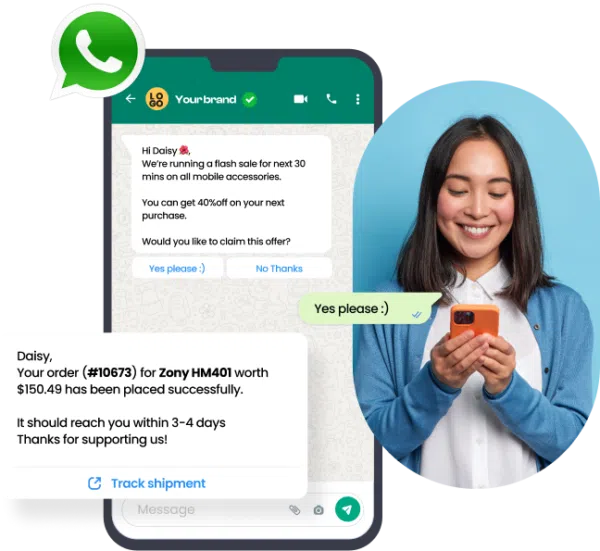 LO
GO
Your brand
Hi Daisy 🌺,
We're running a flash sale for next 30
mins on all mobile accessories.
You can get 40%off on your next
purchase.
Would you like to claim this offer?
Yes please :)
No Thanks
Yes please :)
Daisy,
Your order (#10673) for Zony HM401 worth
$150.49 has been placed successfully.
It should reach you within 3-4 days
Thanks for supporting us!
Track shipment
Message